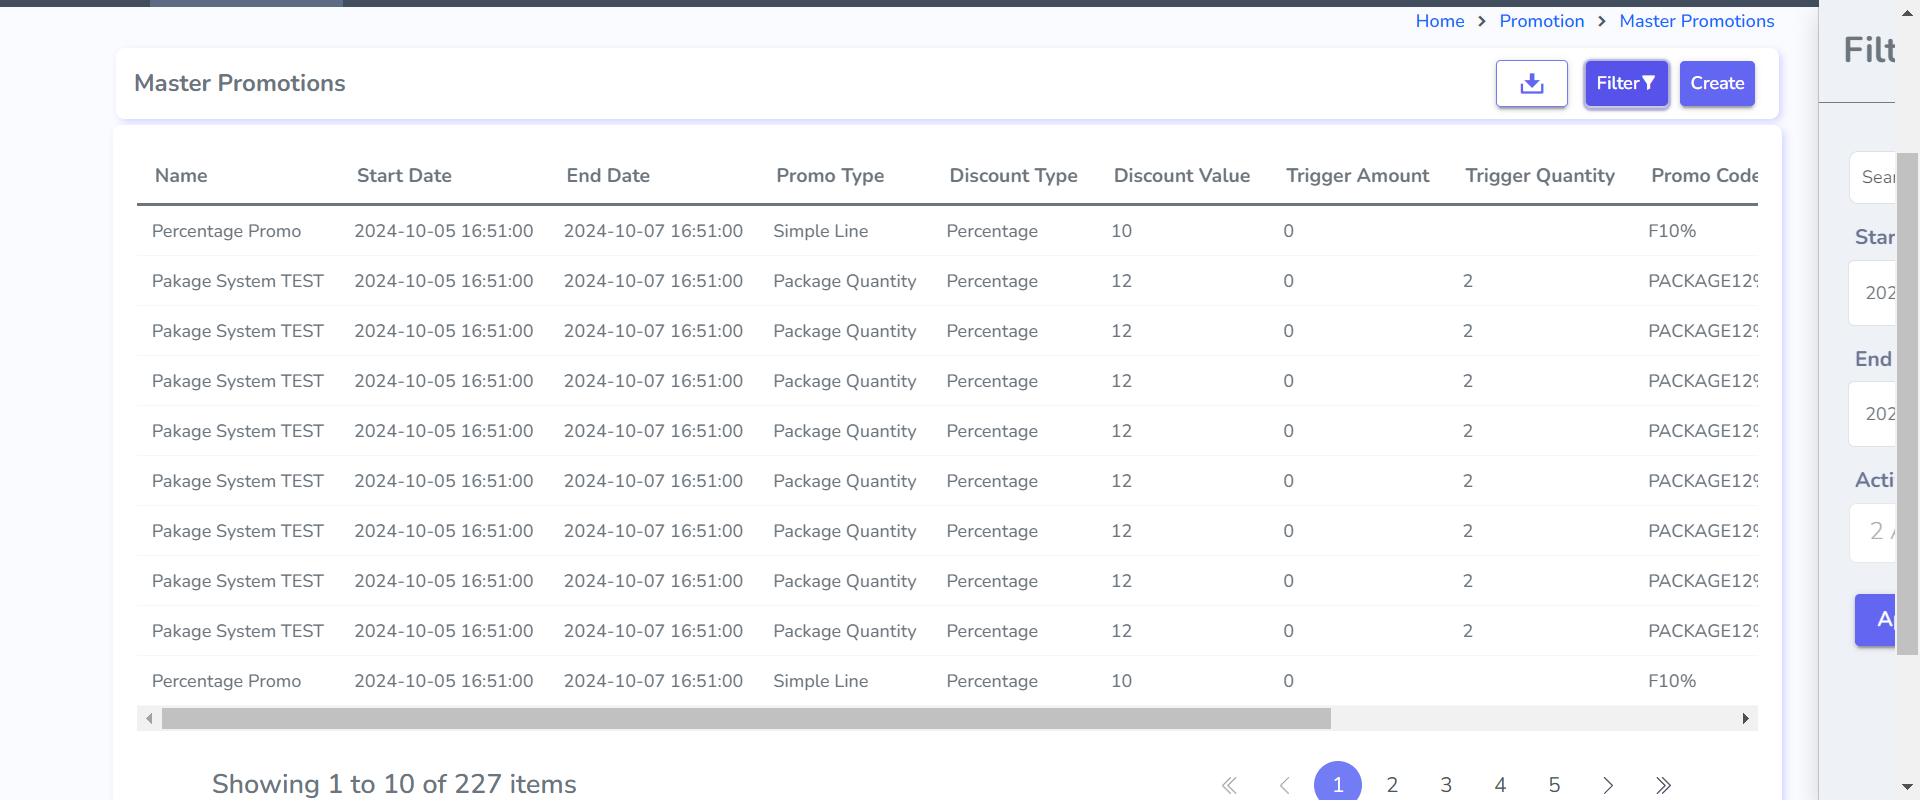 Home > Promotion > Master Promotions
Master Promotions
Filter
Create
Name Start Date End Date Promo Type Discount Type Discount Value Trigger Amount Trigger Quantity Promo Code
Percentage Promo 2024-10-05 16:51:00 2024-10-07 16:51:00 Simple Line Percentage 10 0 F10%
Pakage System TEST 2024-10-05 16:51:00 2024-10-07 16:51:00 Package Quantity Percentage 12 0 2 PACKAGE12%
Pakage System TEST 2024-10-05 16:51:00 2024-10-07 16:51:00 Package Quantity Percentage 12 0 2 PACKAGE12%
Pakage System TEST 2024-10-05 16:51:00 2024-10-07 16:51:00 Package Quantity Percentage 12 0 2 PACKAGE12%
Pakage System TEST 2024-10-05 16:51:00 2024-10-07 16:51:00 Package Quantity Percentage 12 0 2 PACKAGE12%
Pakage System TEST 2024-10-05 16:51:00 2024-10-07 16:51:00 Package Quantity Percentage 12 0 2 PACKAGE12%
Pakage System TEST 2024-10-05 16:51:00 2024-10-07 16:51:00 Package Quantity Percentage 12 0 2 PACKAGE12%
Pakage System TEST 2024-10-05 16:51:00 2024-10-07 16:51:00 Package Quantity Percentage 12 0 2 PACKAGE12%
Pakage System TEST 2024-10-05 16:51:00 2024-10-07 16:51:00 Package Quantity Percentage 12 0 2 PACKAGE12%
Percentage Promo 2024-10-05 16:51:00 2024-10-07 16:51:00 Simple Line Percentage 10 0 F10%
Showing 1 to 10 of 227 items
« < 1 2 3 4 5 > »
Filt
Sear
Star
202
End
202
Acti
2